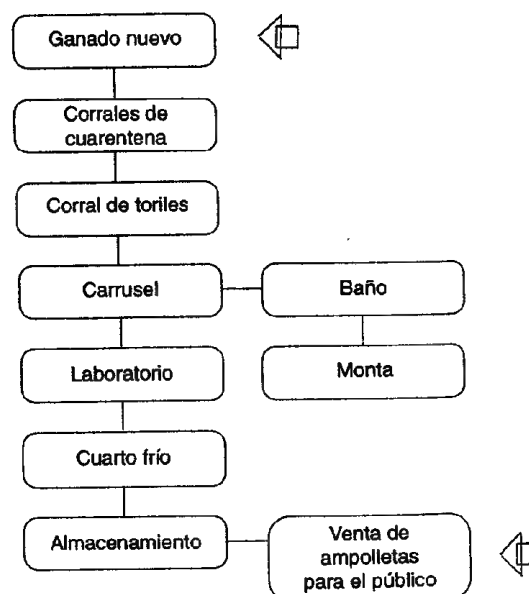 Ganado nuevo
Corrales de
cuarentena
Corral de toriles
Carrusel
Baño
Laboratorio
Monta
Cuarto frío
Almacenamiento
Venta de
ampolletas
para el público